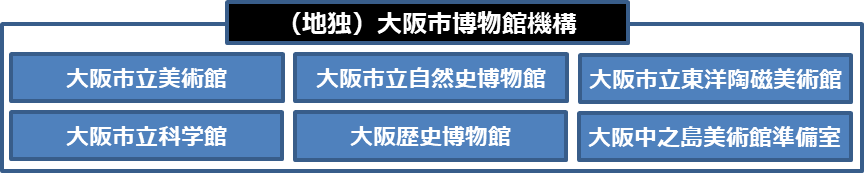 （地独）大阪市博物館機構
大阪市立美術館
大阪市立自然史博物館
大阪市立東洋陶磁美術館
大阪市立科学館
大阪歴史博物館
大阪中之島美術館準備室